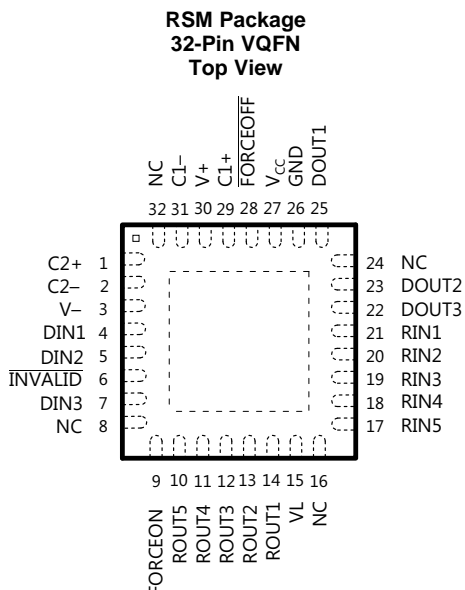 RSM Package
32-Pin VQFN
Top View
NC
C1–
V+
C1+
FORCEOFF
VCC
GND
DOUT1
32 31 30 29 28 27 26 25
C2+ 1
C2– 2
V– 3
DIN1 4
DIN2 5
INVALID 6
DIN3 7
NC 8
24 NC
23 DOUT2
22 DOUT3
21 RIN1
20 RIN2
19 RIN3
18 RIN4
17 RIN5
9 10 11 12 13 14 15 16
FORCEON
ROUT5
ROUT4
ROUT3
ROUT2
ROUT1
VL
NC